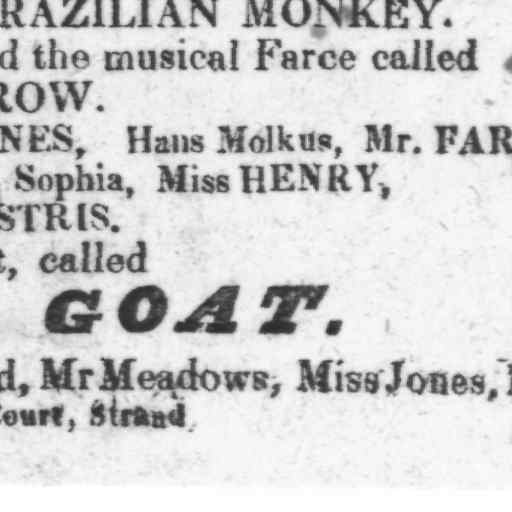 RAZILIAN MONKEY.
d the musical Farce called
ROW.
NES, Hans Molkus, Mr. FAR
Sophia, Miss HENRY,
STRIS.
t, called
GOAT.
d, Mr Meadows, Miss Jones,
Court, Strand